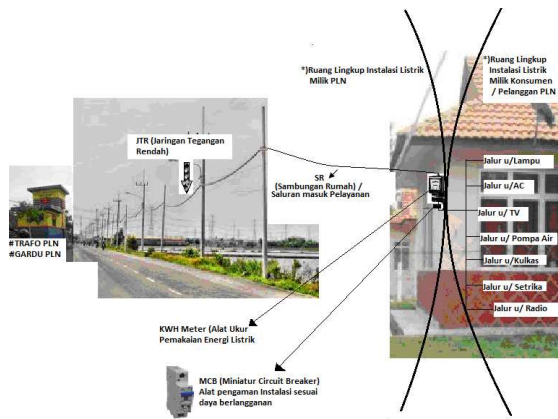 *)Ruang Lingkup Instalasi Listrik
Milik PLN
*)Ruang Lingkup
Instalasi Listrik
Milik Konsumen
/ Pelanggan PLN
JTR (Jaringan Tegangan
Rendah)
SR
(Sambungan Rumah) /
Saluran masuk Pelayanan
#TRAFO PLN
#GARDU PLN
Jalur u/Lampu
Jalur u/AC
Jalur u/ TV
Jalur u/ Pompa Air
Jalur u/Kulkas
Jalur u/ Setrika
Jalur u/ Radio
KWH Meter (Alat Ukur
Pemakaian Energi Listrik
MCB (Miniatur Circuit Breaker)
Alat pengaman Instalasi sesuai
daya berlangganan